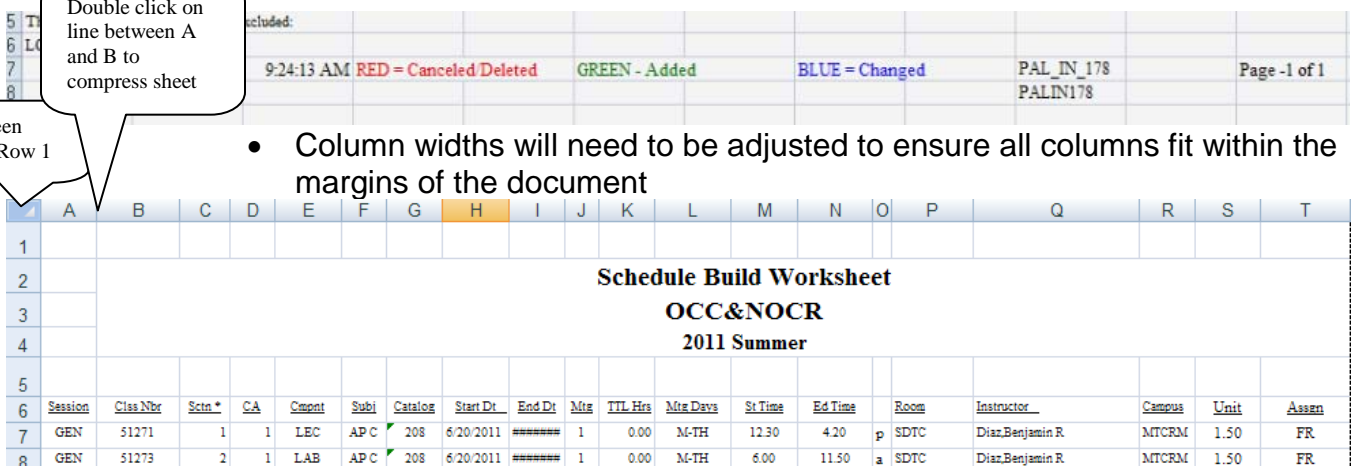 Double click on
line between A
and B to
compress sheet
5 xcluded:
6
7 9:24:13 AM RED = Canceled/Deleted GREEN - Added BLUE = Changed PAL_IN_178 Page -1 of 1
8 PALIN178
Row 1
• Column widths will need to be adjusted to ensure all columns fit within the
margins of the document
A B C D E F G H I J K L M N O P Q R S T
1
2 Schedule Build Worksheet
3 OCC&NOCR
4 2011 Summer
5
6 Session Clss Nbr Sctn * CA Cmpnt Subj Catalog Start Dt End Dt Mtg TTL Hrs Mtg Days St Time Ed Time Room Instructor Campus Unit Assgn
7 GEN 51271 1 1 LEC AP C 208 6/20/2011 ####### 1 0.00 M-TH 12.30 4.20 p SDTC Diaz,Benjamin R MTCRM 1.50 FR
8 GEN 51273 2 1 LAB AP C 208 6/20/2011 ####### 1 0.00 M-TH 6.00 11.50 a SDTC Diaz,Benjamin R MTCRM 1.50 FR